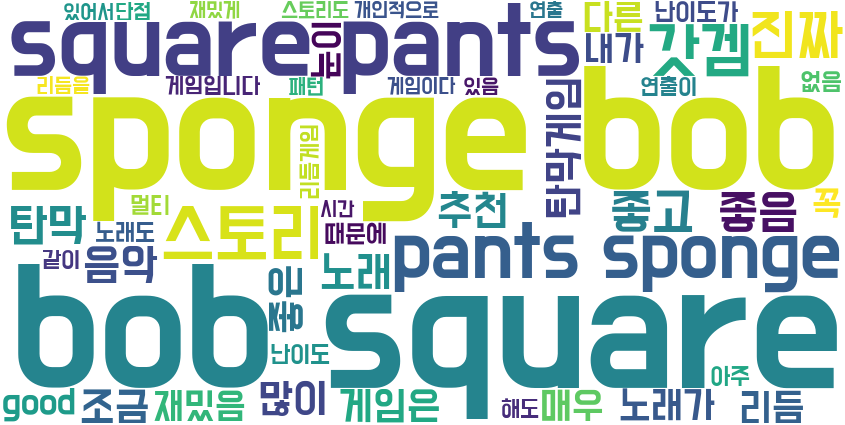 있어서단점 재밌게 스토리도 개인적으로 연출 다른 난이도가
square pants 눈이 내가 갓겜 진짜
리듬을 게임입니다 패턴 게임이다 있음 연출이 없음
sponge bob
리듬게임 탄막게임
멀티 시간 추천 좋고 좋음 꼭
탄막 노래도 스토리 때문에
같이 음악 노래 pants sponge
bob square
좋은 난이도
아주
good 조금 재밌음 많이 게임은 해도 매우 노래가 리듬